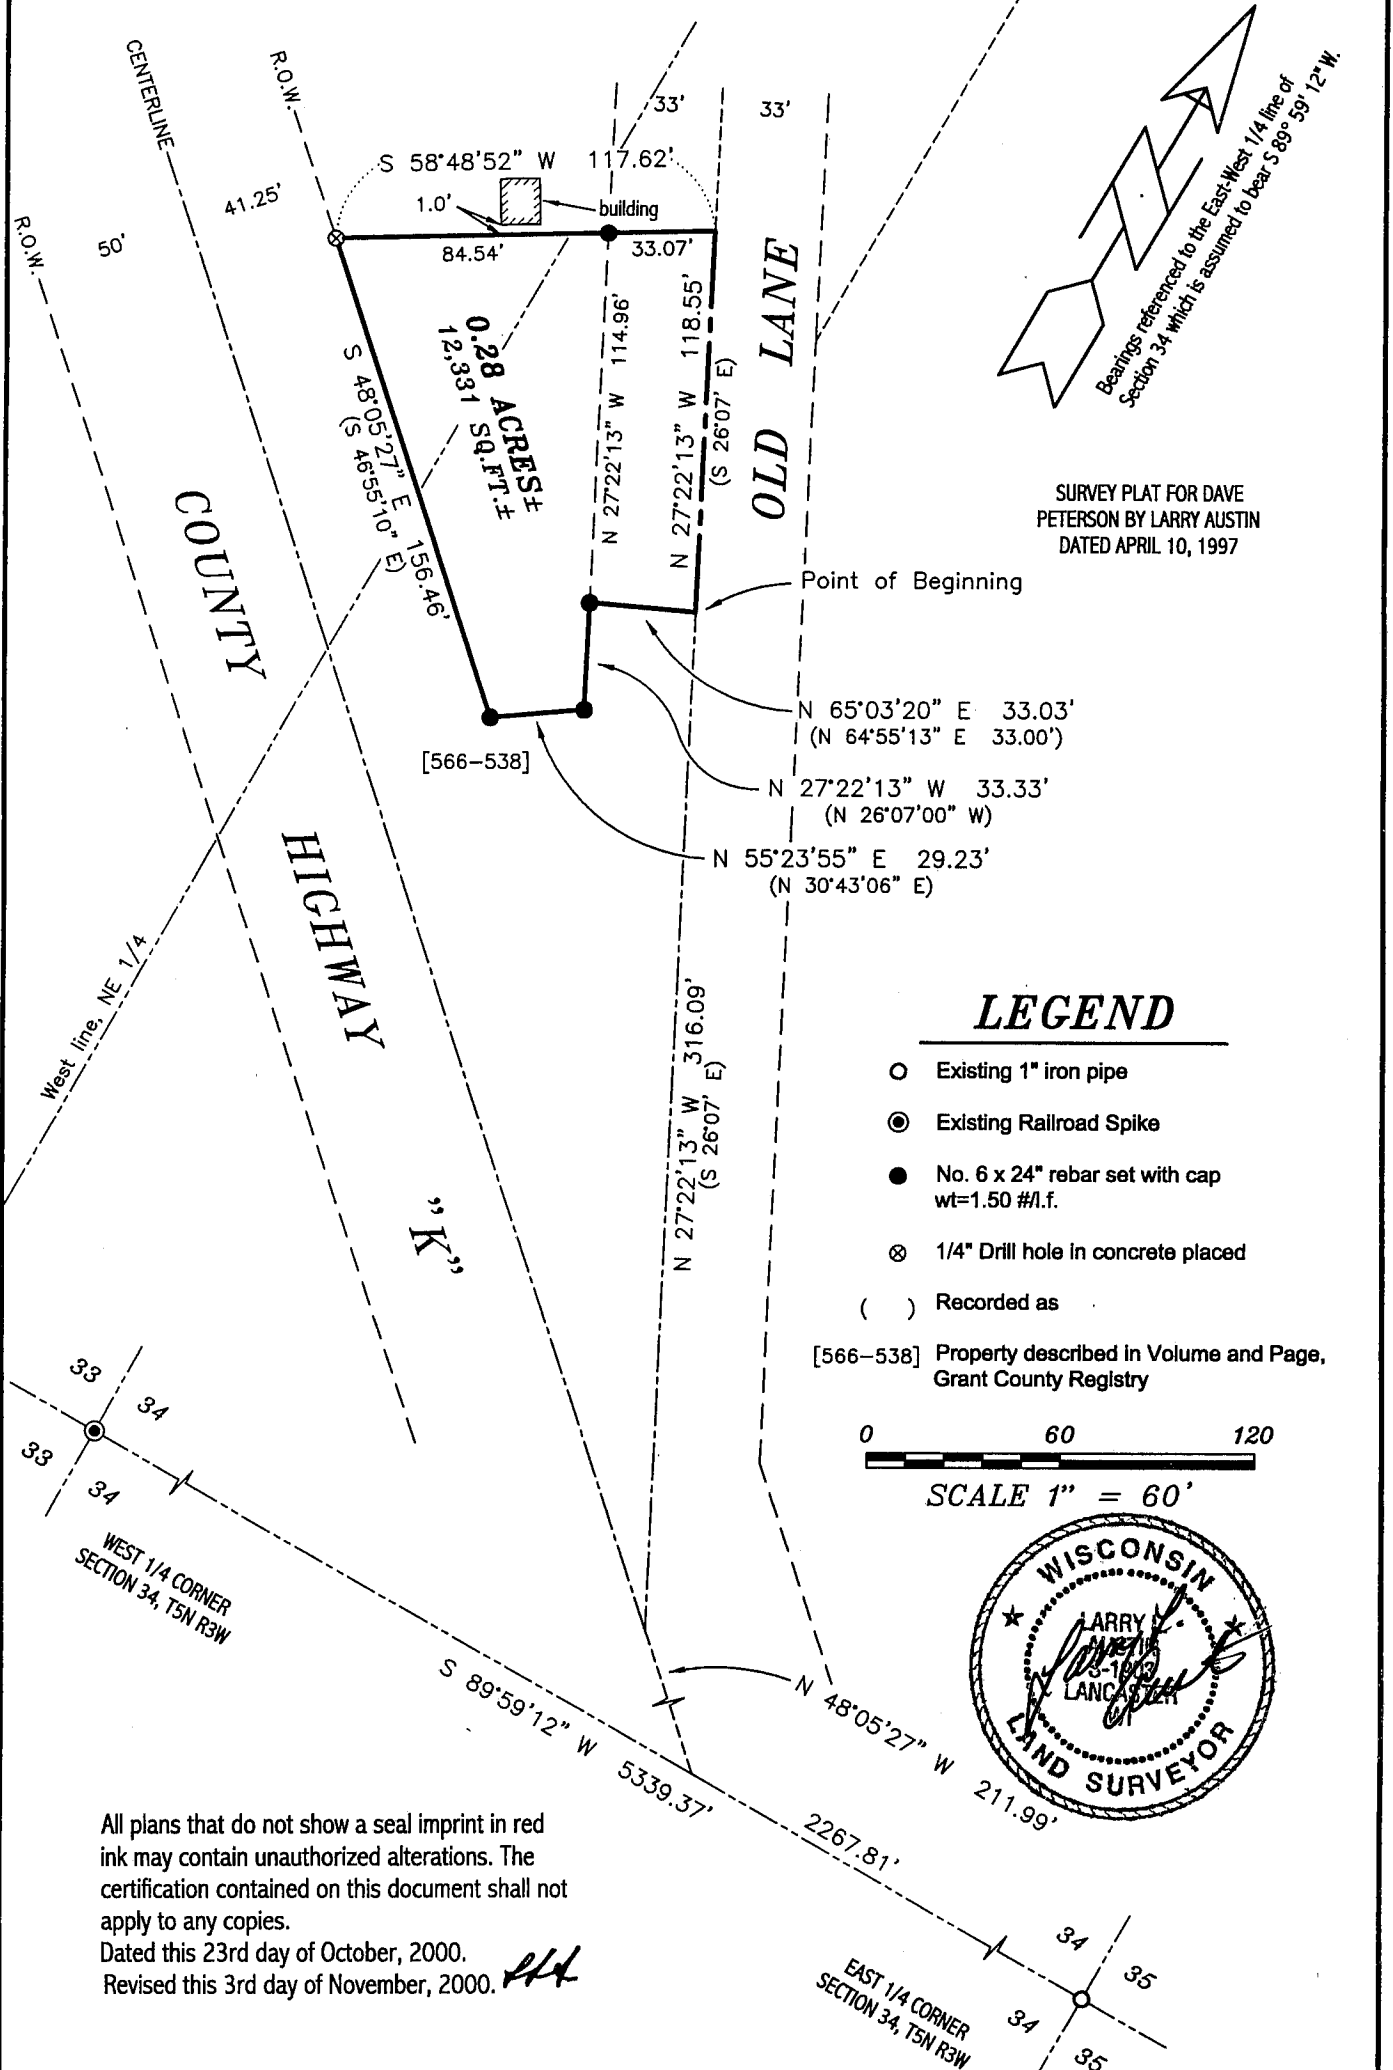 CENTERLINE
R.O.W.
R.O.W.
33'
33'
S 58°48'52" W 117.62'
41.25'
50'
1.0'
building
84.54'
33.07'
Bearings referenced to the East-West 1/4 line of
Section 34 which is assumed to bear S 89° 59' 12" W.
0.28 ACRES±
12,331 SQ.FT.±
S 48°05'27" E 156.46'
(S 46°55'10" E)
N 27°22'13" W 114.96'
N 27°22'13" W 118.55'
(S 26°07' E)
OLD LANE
SURVEY PLAT FOR DAVE
PETERSON BY LARRY AUSTIN
DATED APRIL 10, 1997
Point of Beginning
COUNTY
HIGHWAY
"K"
N 65°03'20" E 33.03'
(N 64°55'13" E 33.00')
[566-538]
N 27°22'13" W 33.33'
(N 26°07'00" W)
N 55°23'55" E 29.23'
(N 30°43'06" E)
West line, NE 1/4
N 27°22'13" W 316.09'
(S 26°07' E)
LEGEND
Existing 1" iron pipe
Existing Railroad Spike
No. 6 x 24" rebar set with cap
wt=1.50 #/l.f.
1/4" Drill hole in concrete placed
( ) Recorded as
[566-538] Property described in Volume and Page,
Grant County Registry
0 60 120
SCALE 1" = 60'
33
34
33
34
WEST 1/4 CORNER
SECTION 34, T5N R3W
WISCONSIN
LARRY L.
AUSTIN
S-1903
LANCASTER
WI
LAND SURVEYOR
S 89°59'12" W 5339.37'
N 48°05'27" W 211.99'
2267.81'
All plans that do not show a seal imprint in red
ink may contain unauthorized alterations. The
certification contained on this document shall not
apply to any copies.
Dated this 23rd day of October, 2000.
Revised this 3rd day of November, 2000.
34
35
34
35
EAST 1/4 CORNER
SECTION 34, T5N R3W